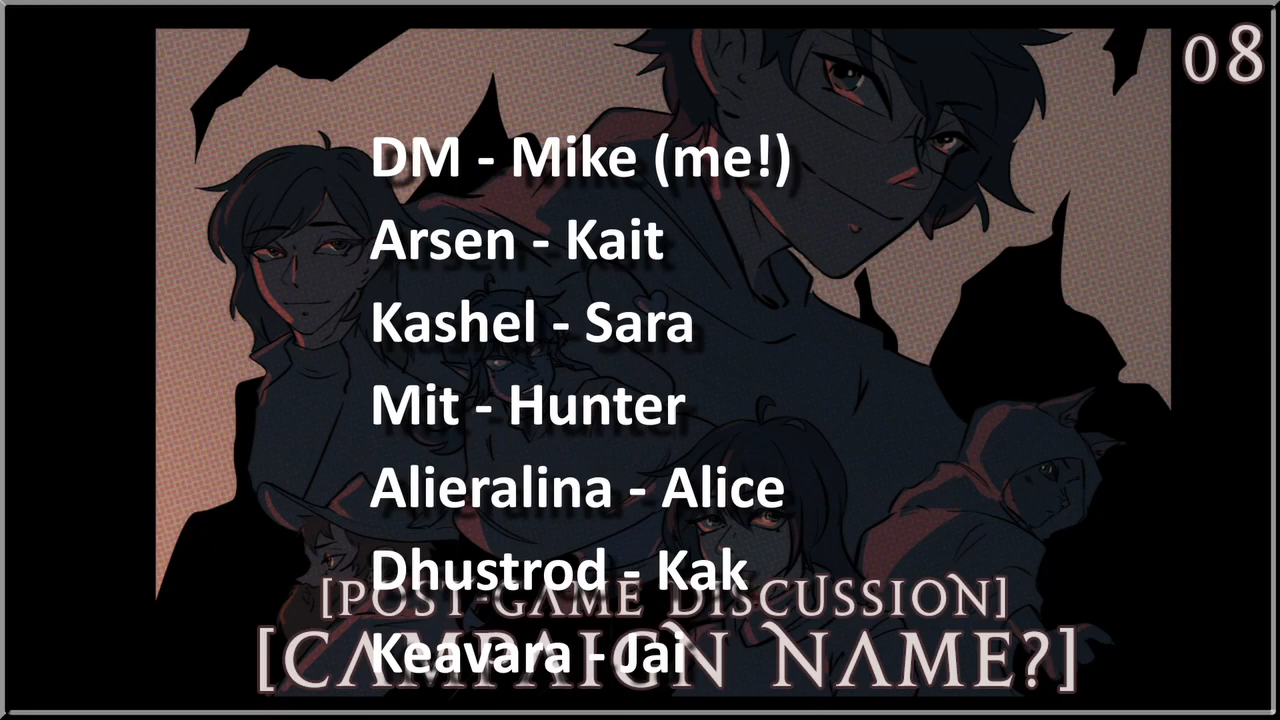 08
DM - Mike (me!)
Arsen - Kait
Kashel - Sara
Mit - Hunter
Alieralina - Alice
Dhustrod - Kak
[POST-GAME DISCUSSION]
Keavara - Jai
[CAMPAIGN NAME?]